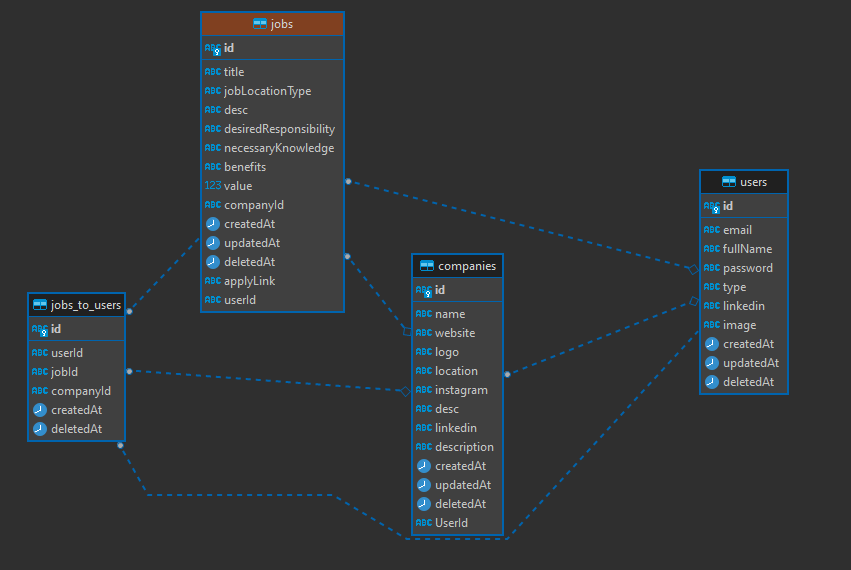 jobs
ABC id
ABC title
ABC jobLocationType
ABC desc
ABC desiredResponsibility
ABC necessaryKnowledge
ABC benefits
123 value
ABC companyId
createdAt
updatedAt
deletedAt
ABC applyLink
ABC userId
users
ABC id
ABC email
ABC fullName
ABC password
ABC type
ABC linkedin
ABC image
createdAt
updatedAt
deletedAt
companies
ABC id
ABC name
ABC website
ABC logo
ABC location
ABC instagram
ABC desc
ABC linkedin
ABC description
createdAt
updatedAt
deletedAt
ABC UserId
jobs_to_users
ABC id
ABC userId
ABC jobId
ABC companyId
createdAt
deletedAt